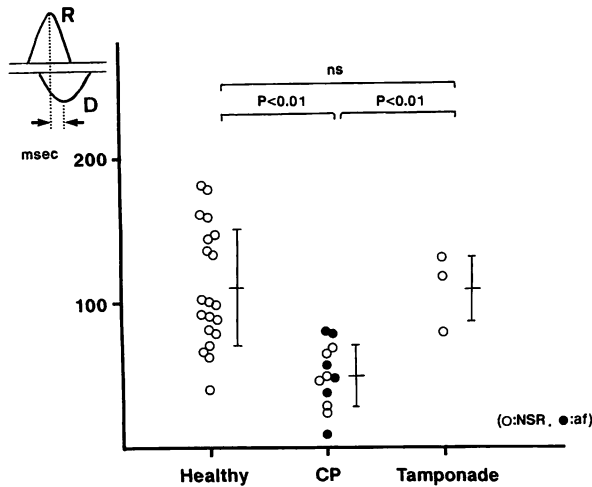 R
D
msec
ns
P<0.01 P<0.01
200
100
(○:NSR. ●:af)
Healthy CP Tamponade